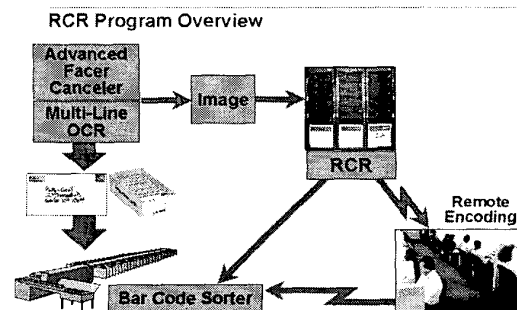 RCR Program Overview
Advanced
Facer
Canceler
Multi-Line
OCR
Image
RCR
Remote
Encoding
Bar Code Sorter